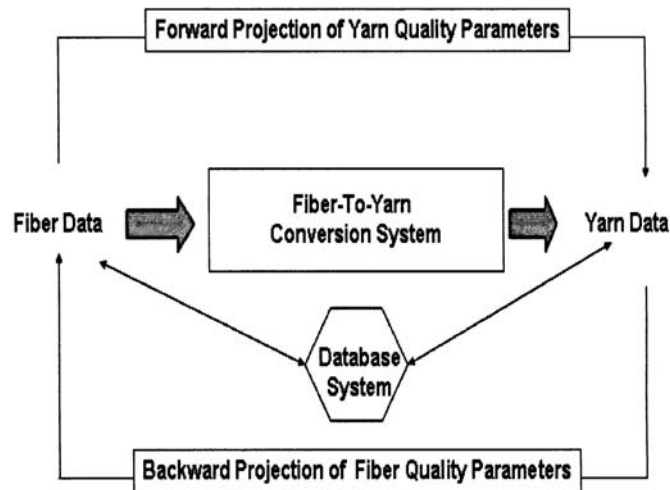 Forward Projection of Yarn Quality Parameters
Fiber Data
Fiber-To-Yarn
Conversion System
Yarn Data
Database
System
Backward Projection of Fiber Quality Parameters